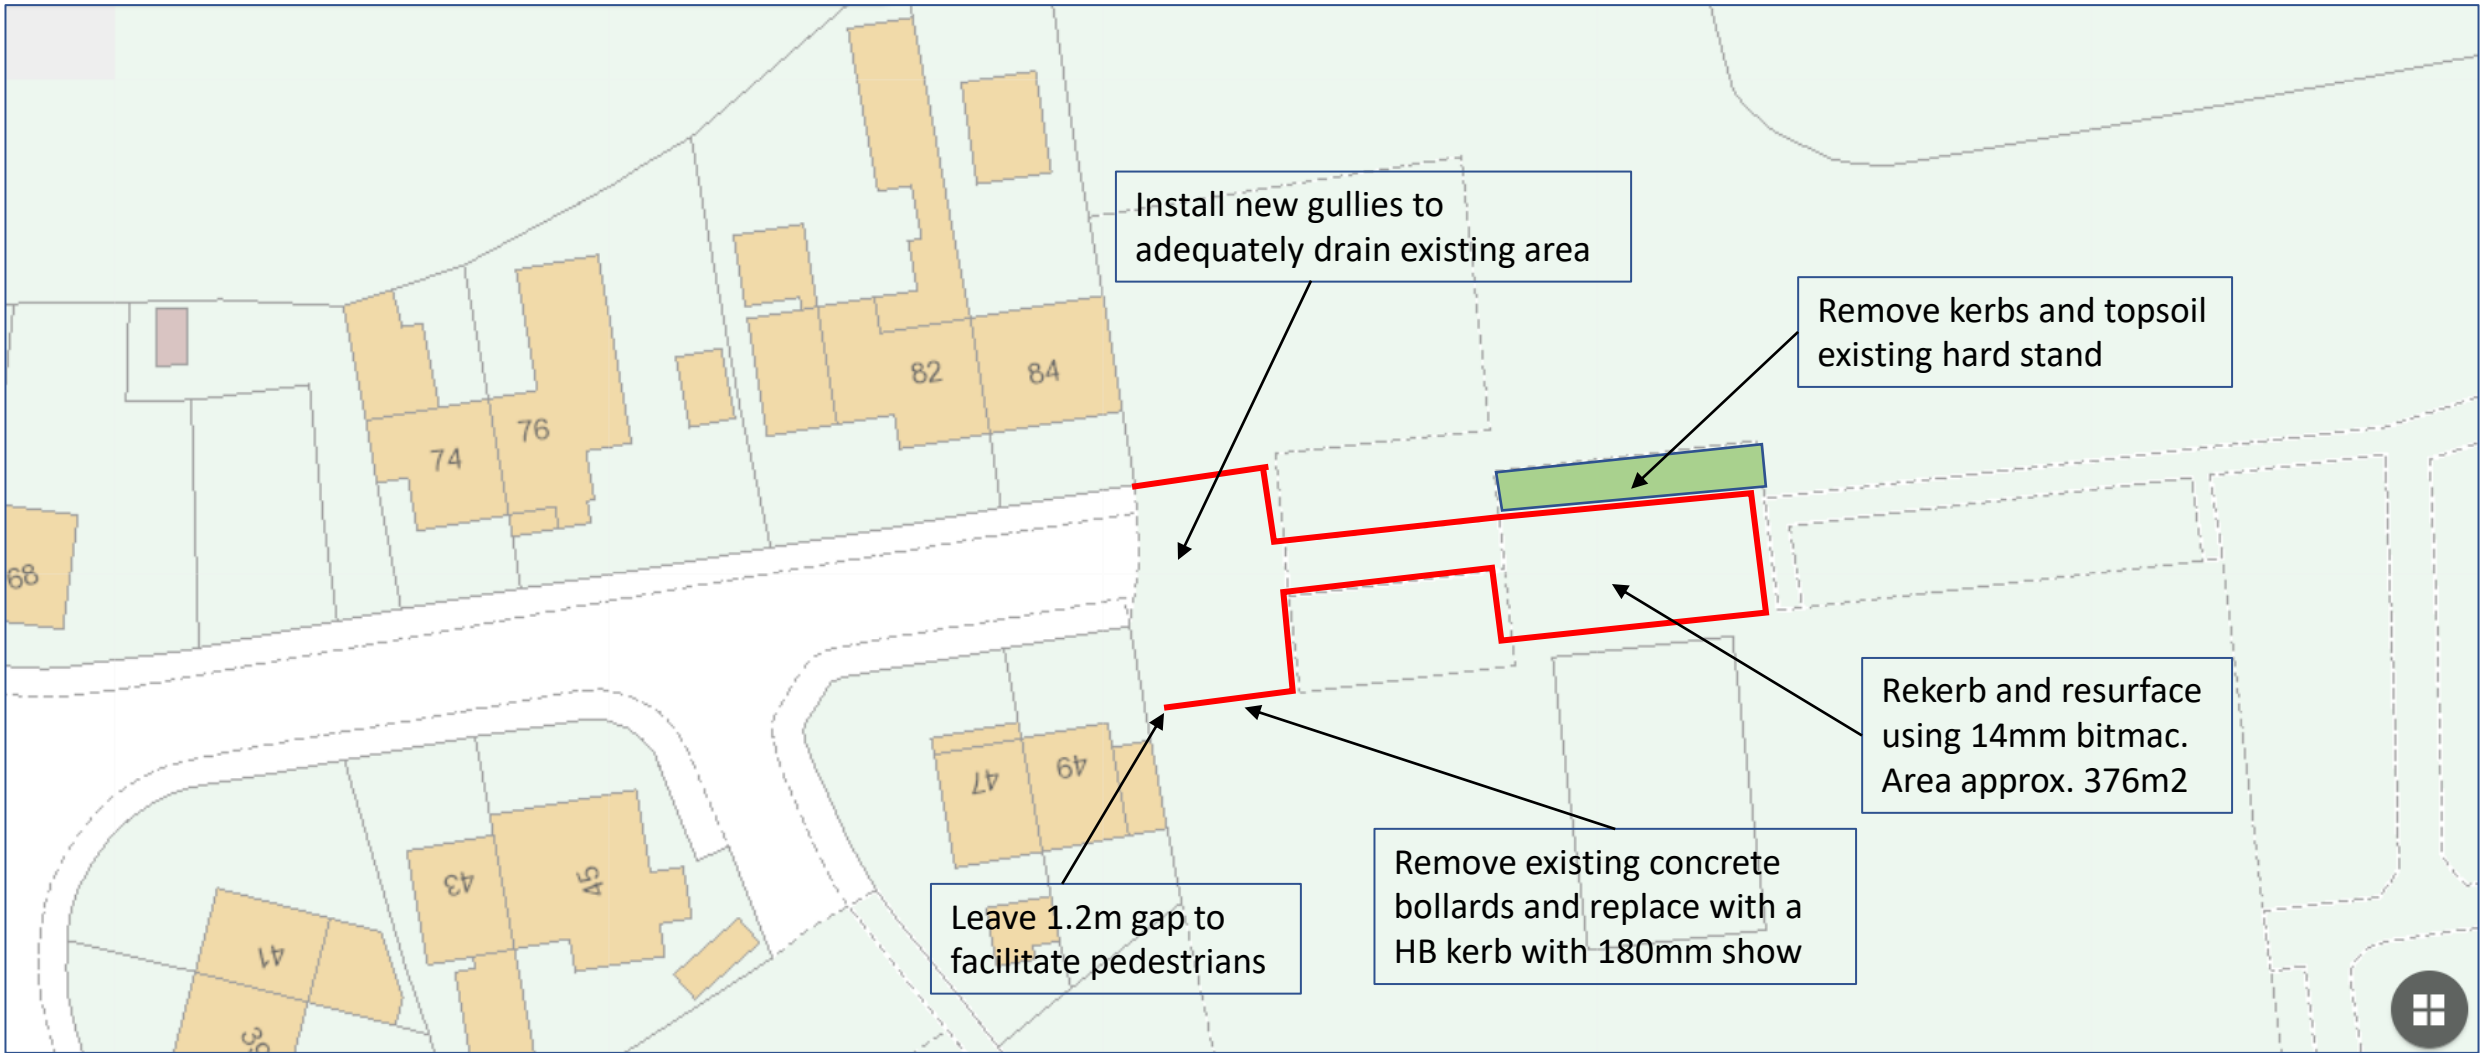 Install new gullies to
adequately drain existing area
Remove kerbs and topsoil
existing hard stand
82
84
76
74
68
Rekerb and resurface
using 14mm bitmac.
Area approx. 376m2
47
49
Remove existing concrete
bollards and replace with a
HB kerb with 180mm show
Leave 1.2m gap to
facilitate pedestrians
43
45
41
39